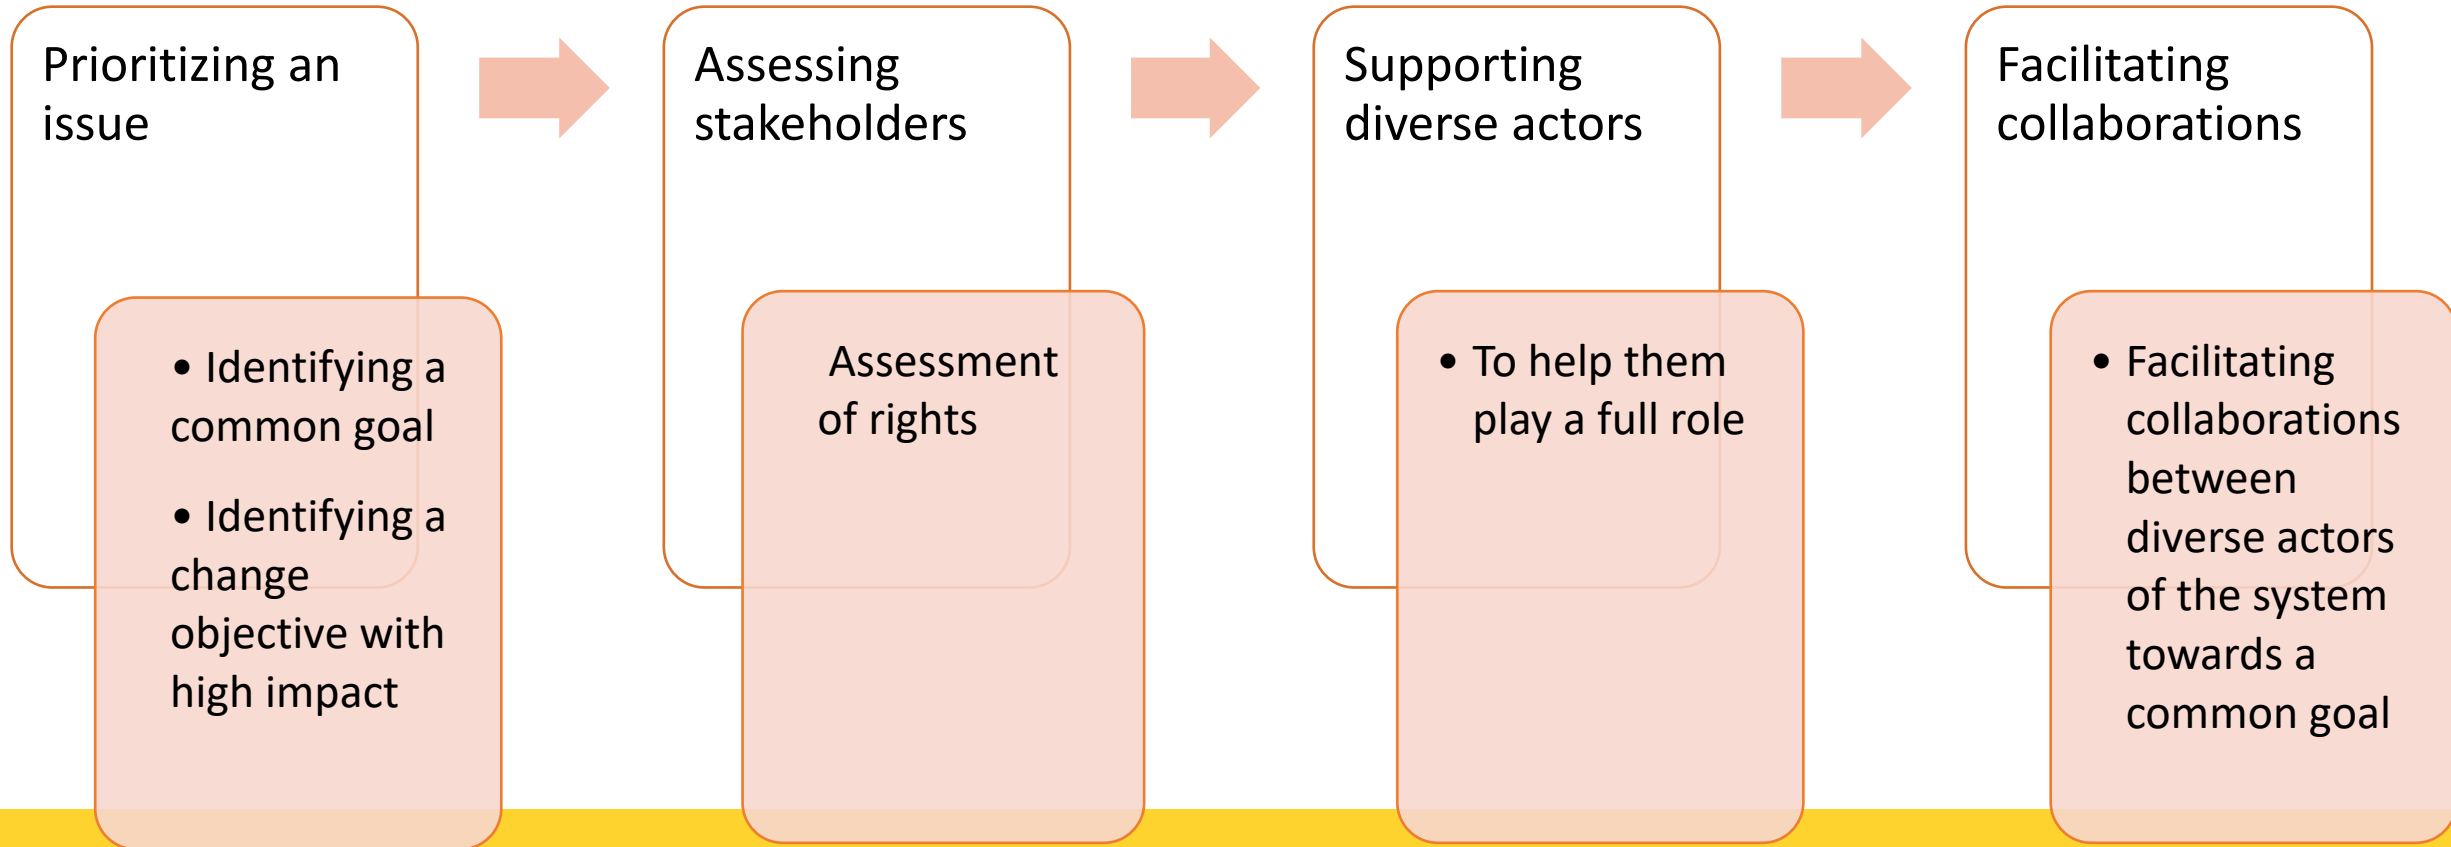 Prioritizing an
issue
• Identifying a
common goal
• Identifying a
change
objective with
high impact
Assessing
stakeholders
Assessment
of rights
Supporting
diverse actors
• To help them
play a full role
Facilitating
collaborations
• Facilitating
collaborations
between
diverse actors
of the system
towards a
common goal